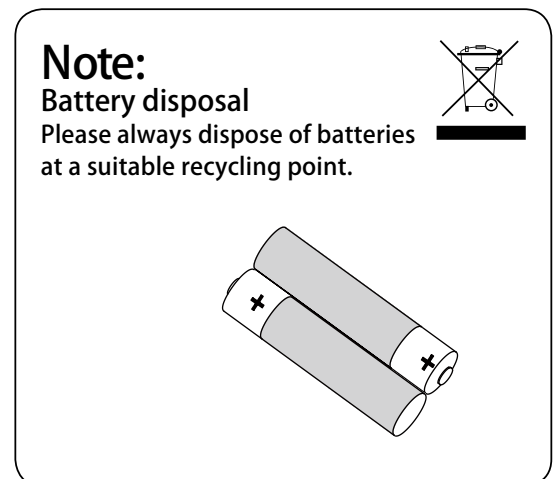 Note:
Battery disposal
Please always dispose of batteries
at a suitable recycling point.
+
+